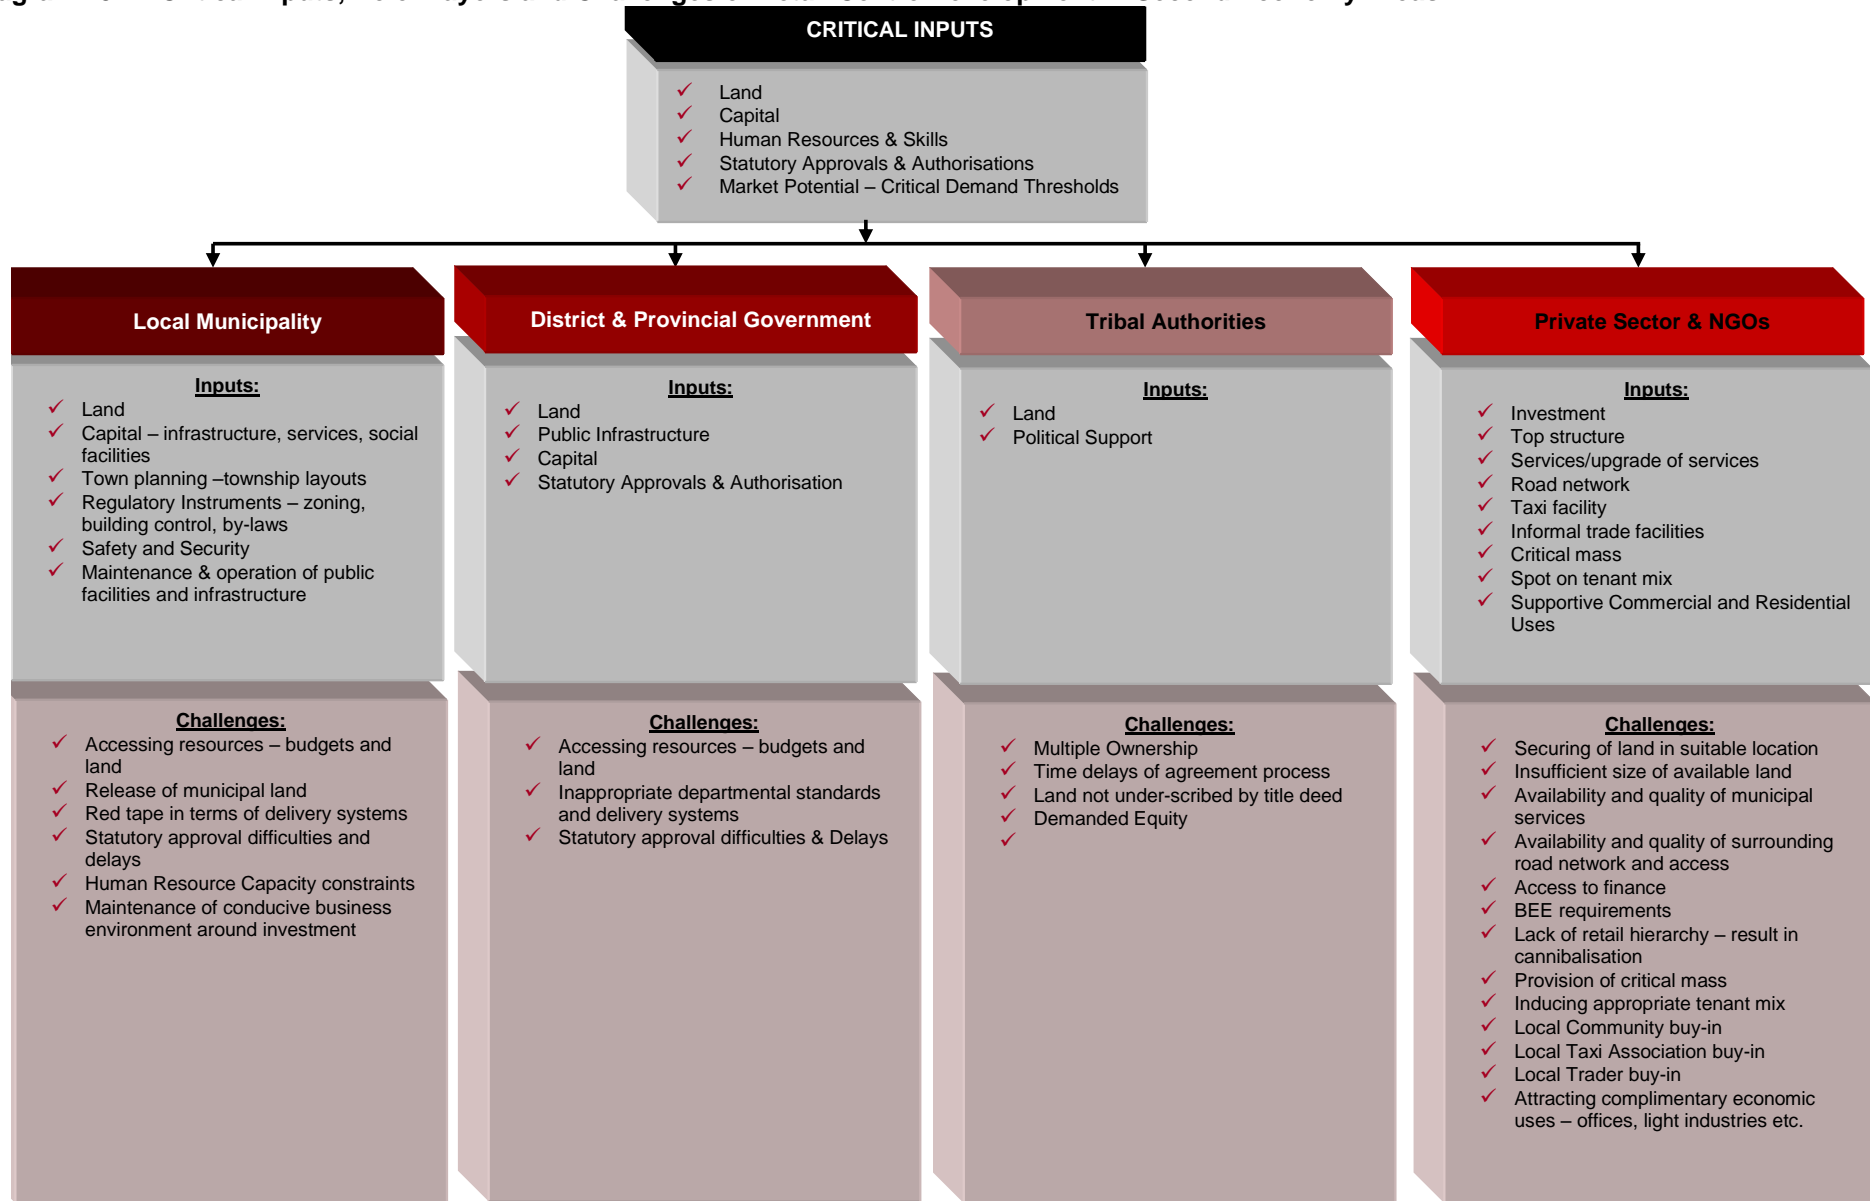 CRITICAL INPUTS
✓ Land
✓ Capital
✓ Human Resources & Skills
✓ Statutory Approvals & Authorisations
✓ Market Potential – Critical Demand Thresholds
Local Municipality
Inputs:
✓ Land
✓ Capital – infrastructure, services, social
facilities
✓ Town planning –township layouts
✓ Regulatory Instruments – zoning,
building control, by-laws
✓ Safety and Security
✓ Maintenance & operation of public
facilities and infrastructure
Challenges:
✓ Accessing resources – budgets and
land
✓ Release of municipal land
✓ Red tape in terms of delivery systems
✓ Statutory approval difficulties and
delays
✓ Human Resource Capacity constraints
✓ Maintenance of conducive business
environment around investment
District & Provincial Government
Inputs:
✓ Land
✓ Public Infrastructure
✓ Capital
✓ Statutory Approvals & Authorisation
Challenges:
✓ Accessing resources – budgets and
land
✓ Inappropriate departmental standards
and delivery systems
✓ Statutory approval difficulties & Delays
Tribal Authorities
Inputs:
✓ Land
✓ Political Support
Challenges:
✓ Multiple Ownership
✓ Time delays of agreement process
✓ Land not under-scribed by title deed
✓ Demanded Equity
✓
Private Sector & NGOs
Inputs:
✓ Investment
✓ Top structure
✓ Services/upgrade of services
✓ Road network
✓ Taxi facility
✓ Informal trade facilities
✓ Critical mass
✓ Spot on tenant mix
✓ Supportive Commercial and Residential
Uses
Challenges:
✓ Securing of land in suitable location
✓ Insufficient size of available land
✓ Availability and quality of municipal
services
✓ Availability and quality of surrounding
road network and access
✓ Access to finance
✓ BEE requirements
✓ Lack of retail hierarchy – result in
cannibalisation
✓ Provision of critical mass
✓ Inducing appropriate tenant mix
✓ Local Community buy-in
✓ Local Taxi Association buy-in
✓ Local Trader buy-in
✓ Attracting complimentary economic
uses – offices, light industries etc.